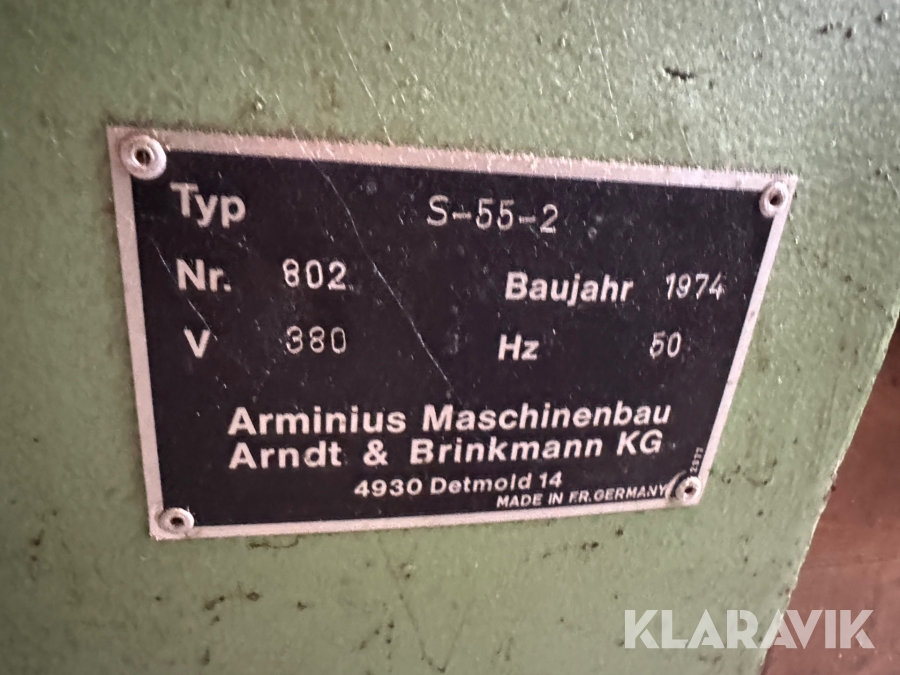 Typ S-55-2
Nr. 802 Baujahr 1974
V 380 Hz 50
Arminius Maschinenbau
Arndt & Brinkmann KG
4930 Detmold 14
MADE IN F.R. GERMANY
2977
KLARAVIK